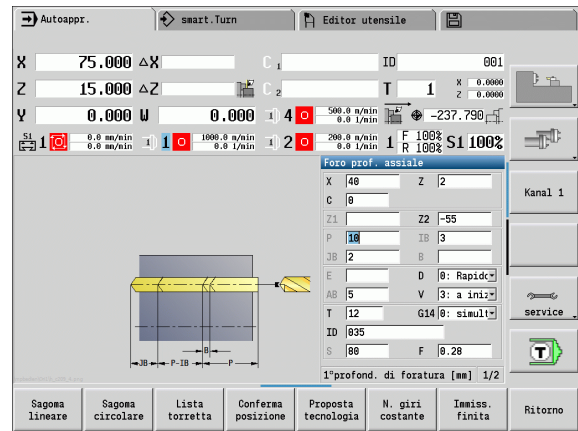 Autoappr.
smart.Turn
Editor utensile
X 75.000 ΔX C 1 ID 001
Z 15.000 ΔZ C 2 T 1 X 0.0000 Z 0.0000
Y 0.000 W 0.000 4 500.0 m/min 0.0 1/min -237.790
S1 1 0.0 mm/min 0.0 mm/min 1 1000.0 m/min 0.0 1/min 2 200.0 m/min 0.0 1/min 1 F 100% R 100% S1 100%
Foro prof. assiale
X 40 Z 2
C 0
Z1 Z2 -55
P 10 IB 3
JB 2 B
E D 0: Rapido
AB 5 V 3: a iniz
T 12 G14 0: simult
ID 035
S 80 F 0.28
1°profond. di foratura [mm] 1/2
B
JB P-IB P
Kanal 1
service
T
Sagoma lineare
Sagoma circolare
Lista torretta
Conferma posizione
Proposta tecnologia
N. giri costante
Immiss. finita
Ritorno